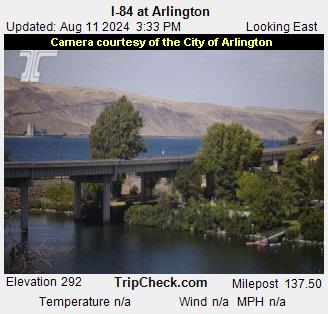 I-84 at Arlington
Updated: Aug 11 2024 3:33 PM Looking East
Camera courtesy of the City of Arlington
Elevation 292 TripCheck.com Milepost 137.50
Temperature n/a Wind n/a MPH n/a